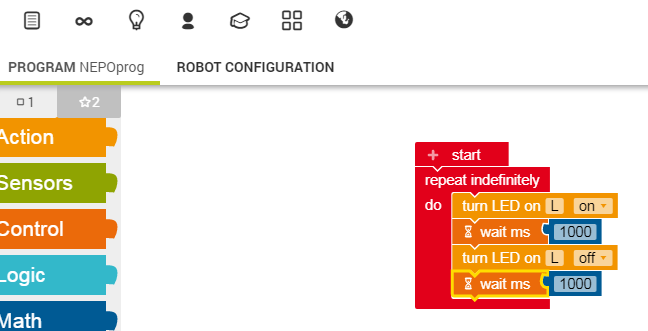 PROGRAM NEPOprog ROBOT CONFIGURATION
1 2
Action
Sensors
Control
Logic
Math
+ start
repeat indefinitely
do turn LED on L on
wait ms 1000
turn LED on L off
wait ms 1000